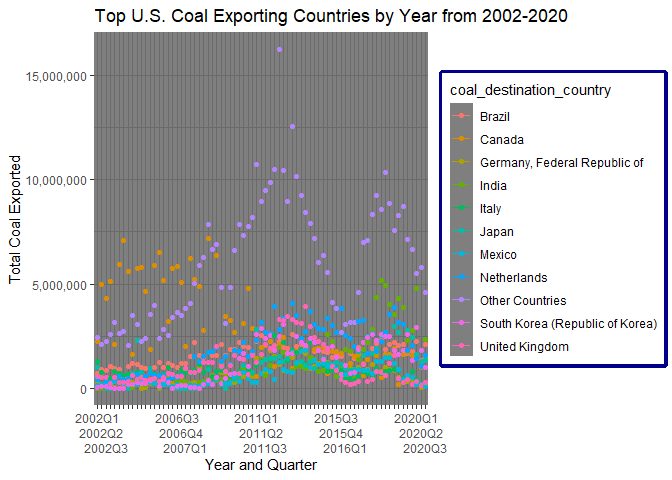 Top U.S. Coal Exporting Countries by Year from 2002-2020
Total Coal Exported
15,000,000
10,000,000
5,000,000
0
2002Q1 2006Q3 2011Q1 2015Q3 2020Q1
2002Q2 2006Q4 2011Q2 2015Q4 2020Q2
2002Q3 2007Q1 2011Q3 2016Q1 2020Q3
Year and Quarter
coal_destination_country
Brazil
Canada
Germany, Federal Republic of
India
Italy
Japan
Mexico
Netherlands
Other Countries
South Korea (Republic of Korea)
United Kingdom